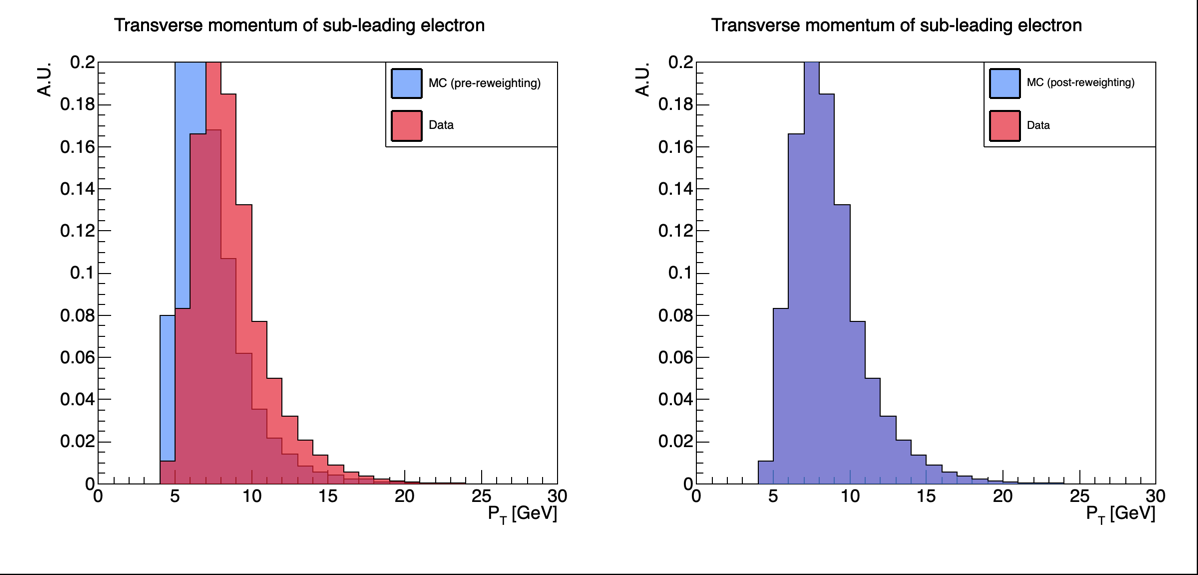 Transverse momentum of sub-leading electron
A.U.
0.2
0.18
0.16
0.14
0.12
0.1
0.08
0.06
0.04
0.02
0
0 5 10 15 20 25 30
P_T [GeV]
MC (pre-reweighting)
Data
Transverse momentum of sub-leading electron
A.U.
0.2
0.18
0.16
0.14
0.12
0.1
0.08
0.06
0.04
0.02
0
0 5 10 15 20 25 30
P_T [GeV]
MC (post-reweighting)
Data